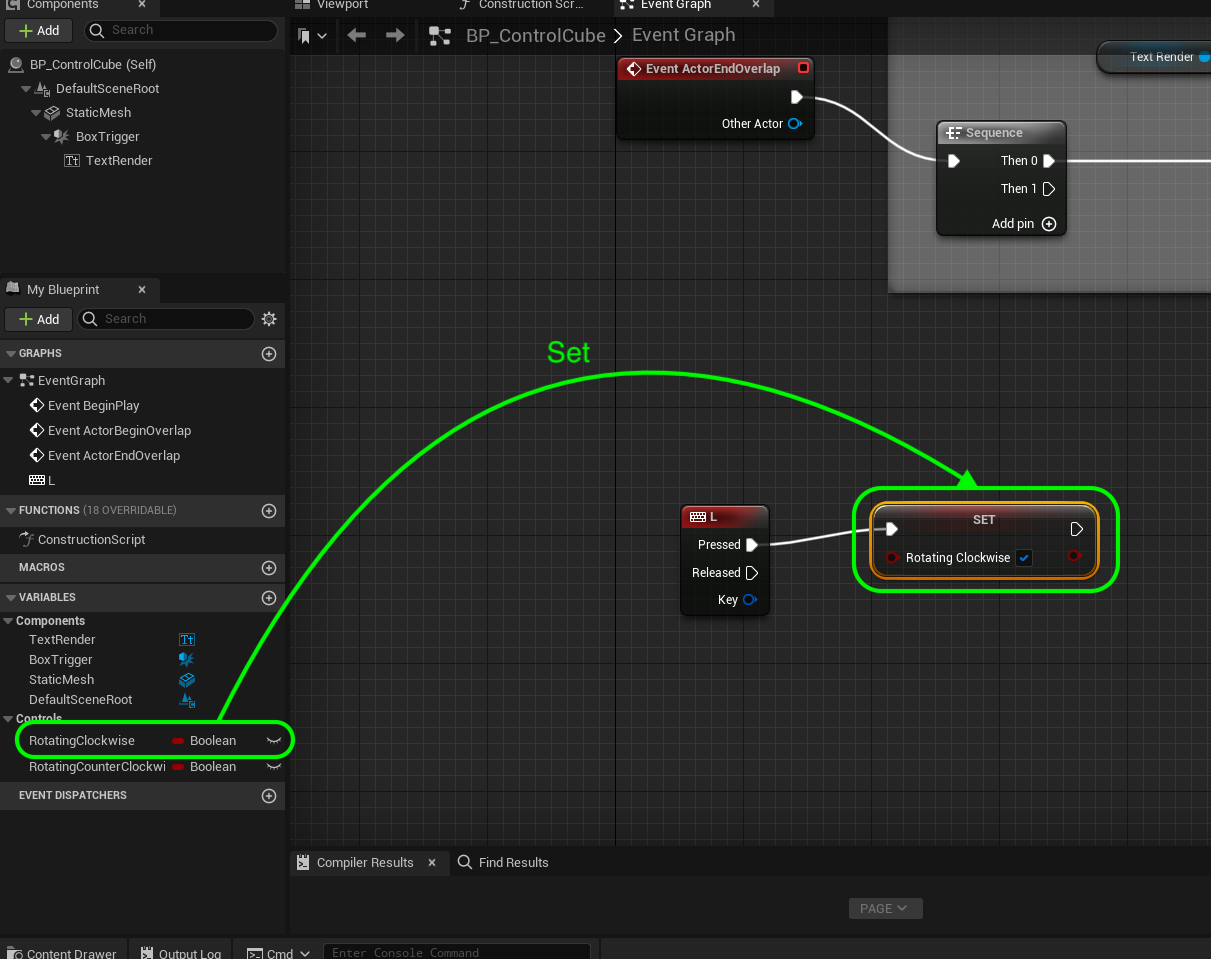 Components
Viewport
Construction Scr...
Event Graph
Add
Search
BP_ControlCube
Event Graph
BP_ControlCube (Self)
DefaultSceneRoot
StaticMesh
BoxTrigger
TextRender
Event ActorEndOverlap
Other Actor
Text Render
Sequence
Then 0
Then 1
Add pin
My Blueprint
Add
Search
GRAPHS
EventGraph
Event BeginPlay
Event ActorBeginOverlap
Event ActorEndOverlap
L
FUNCTIONS (18 OVERRIDABLE)
ConstructionScript
MACROS
VARIABLES
Components
TextRender
BoxTrigger
StaticMesh
DefaultSceneRoot
Controls
RotatingClockwise Boolean
RotatingCounterClockwi Boolean
EVENT DISPATCHERS
Set
L
Pressed
Released
Key
SET
Rotating Clockwise
Compiler Results
Find Results
PAGE
Content Drawer
Output Log
Cmd
Enter Console Command